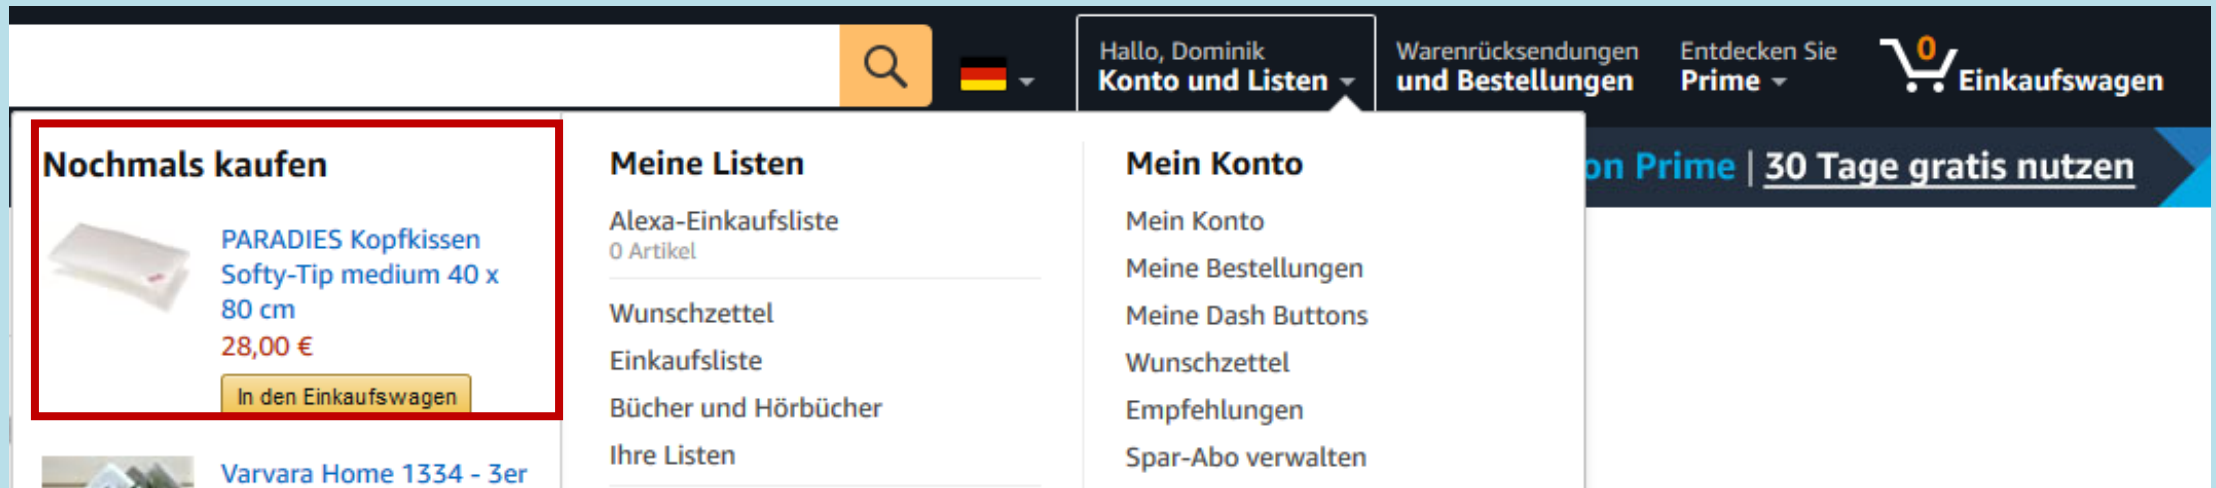 Hallo, Dominik
Konto und Listen
Warenrücksendungen
und Bestellungen
Entdecken Sie
Prime
0
Einkaufswagen
on Prime | 30 Tage gratis nutzen
Nochmals kaufen
PARADIES Kopfkissen
Softy-Tip medium 40 x
80 cm
28,00 €
In den Einkaufswagen
Varvara Home 1334 - 3er
Meine Listen
Alexa-Einkaufsliste
0 Artikel
Wunschzettel
Einkaufsliste
Bücher und Hörbücher
Ihre Listen
Mein Konto
Mein Konto
Meine Bestellungen
Meine Dash Buttons
Wunschzettel
Empfehlungen
Spar-Abo verwalten